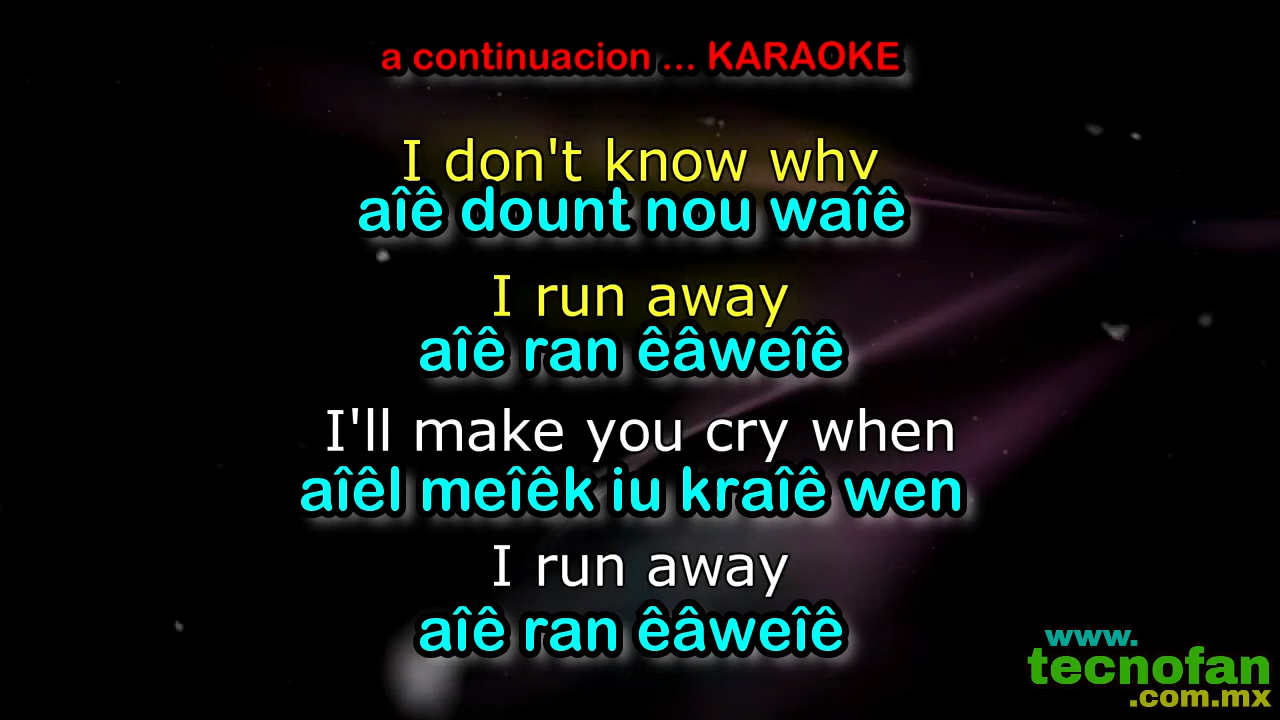 a continuacion ... KARAOKE
I don't know why
aîê dount nou waîê
I run away
aîê ran êâweîê
I'll make you cry when
aîêl meîêk iu kraîê wen
I run away
aîê ran êâweîê
www.
tecnofan
.com.mx